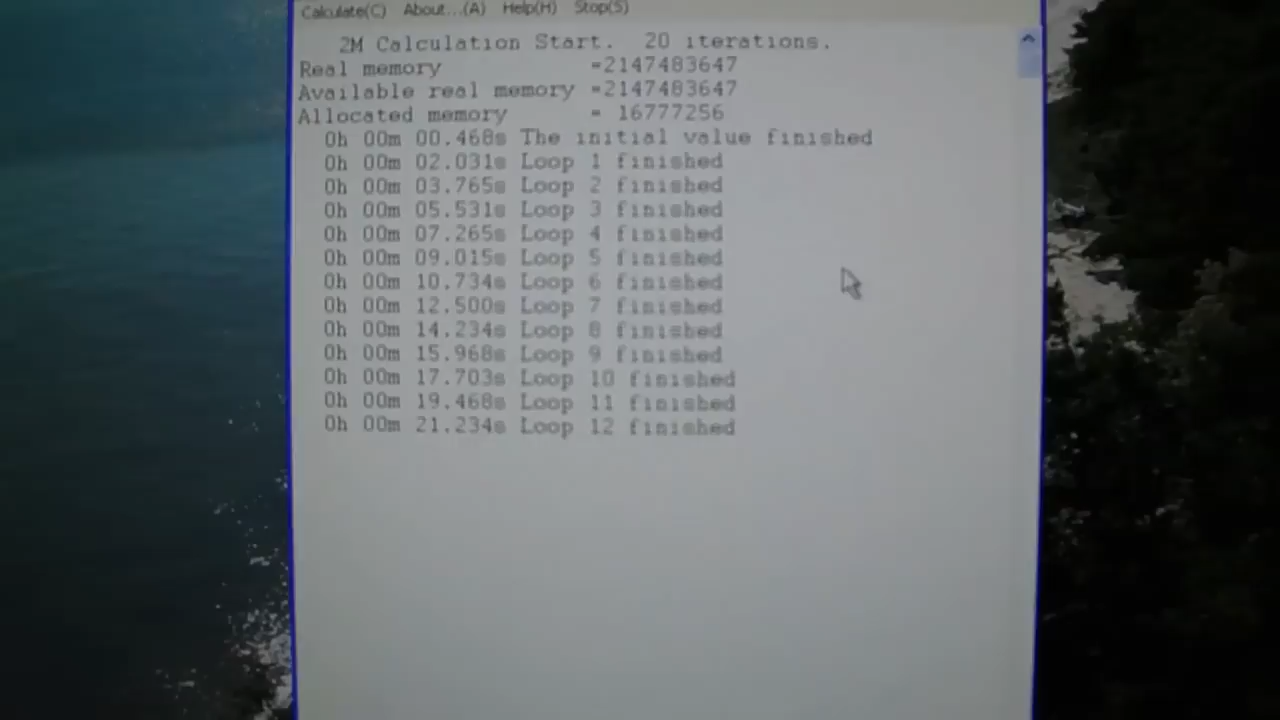 Calculate(C) About...(A) Help(H) Stop(S)
2M Calculation Start. 20 iterations.
Real memory =2147483647
Available real memory =2147483647
Allocated memory = 16777256
0h 00m 00.468s The initial value finished
0h 00m 02.031s Loop 1 finished
0h 00m 03.765s Loop 2 finished
0h 00m 05.531s Loop 3 finished
0h 00m 07.265s Loop 4 finished
0h 00m 09.015s Loop 5 finished
0h 00m 10.734s Loop 6 finished
0h 00m 12.500s Loop 7 finished
0h 00m 14.234s Loop 8 finished
0h 00m 15.968s Loop 9 finished
0h 00m 17.703s Loop 10 finished
0h 00m 19.468s Loop 11 finished
0h 00m 21.234s Loop 12 finished